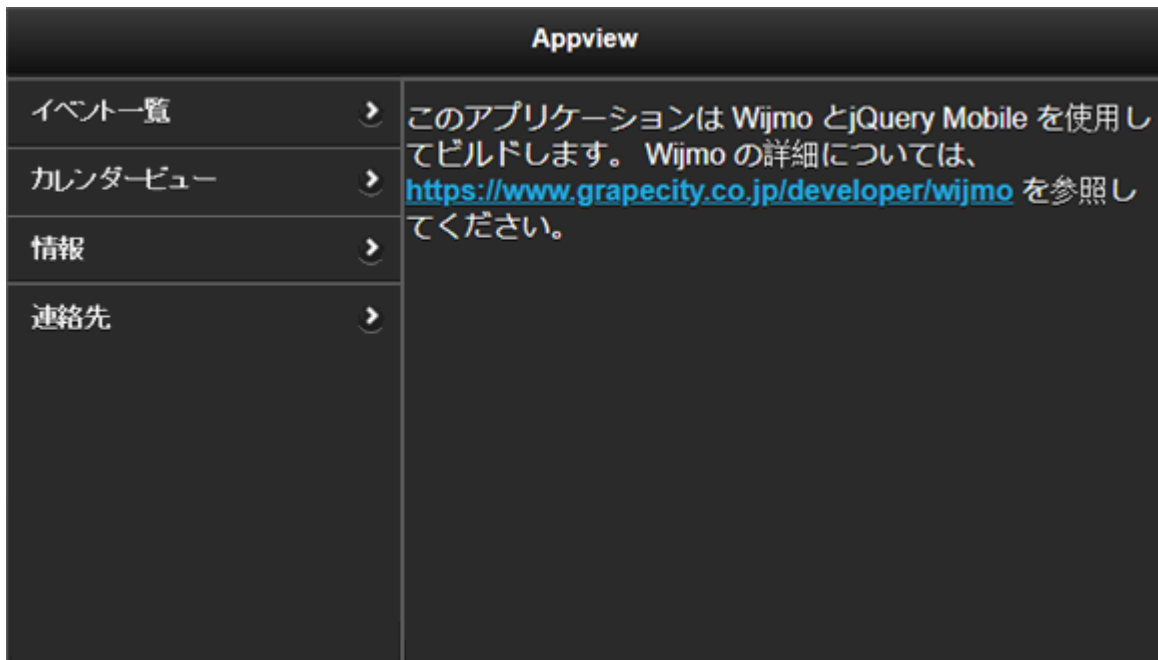 Appview
イベント一覧
カレンダービュー
情報
連絡先
このアプリケーションは Wijmo とjQuery Mobile を使用し
てビルドします。 Wijmo の詳細については、
https://www.grapecity.co.jp/developer/wijmo を参照し
てください。